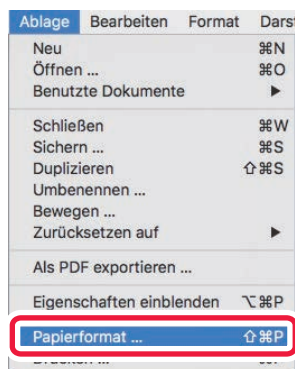 Ablage Bearbeiten Format
Neu ⌘N
Öffnen ... ⌘O
Benutzte Dokumente ▶
Schließen ⌘W
Sichern ... ⌘S
Duplizieren ⇧⌘S
Umbenennen ...
Bewegen ...
Zurücksetzen auf ▶
Als PDF exportieren ...
Eigenschaften einblenden ⌥⌘P
Papierformat ... ⇧⌘P